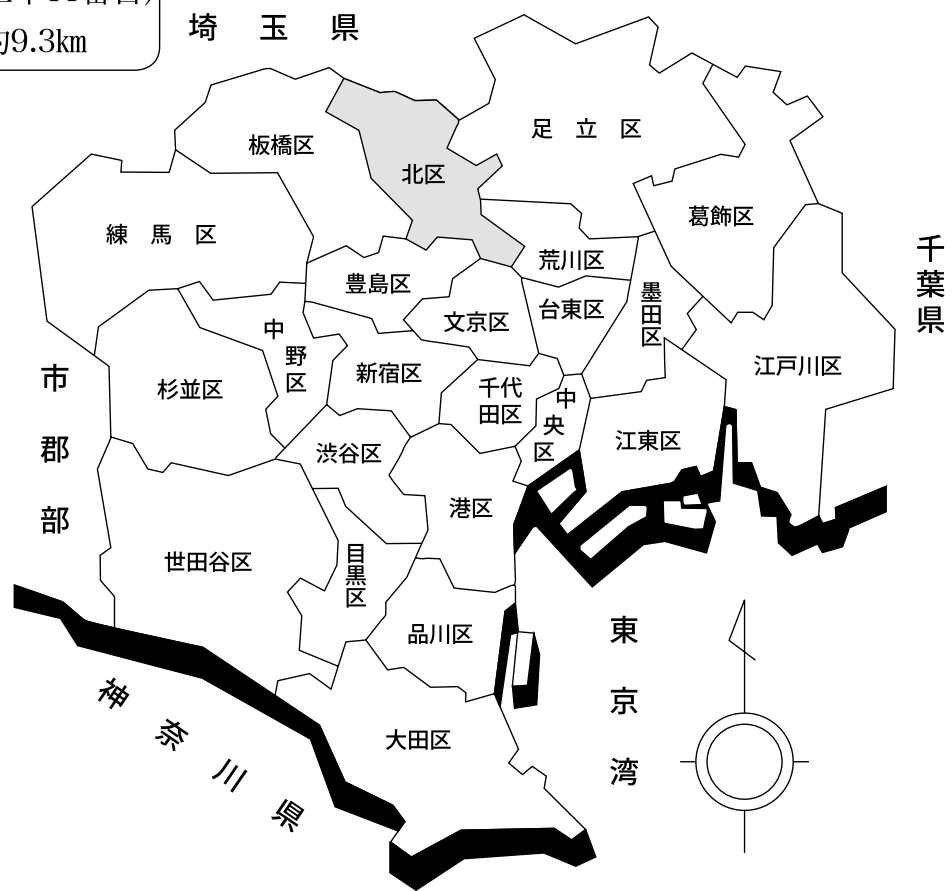 約9.3km
埼玉県
足立区
板橋区
北区
葛飾区
練馬区
千葉県
荒川区
豊島区
台東区
墨田区
文京区
中野区
江戸川区
新宿区
杉並区
千代
田区
中央区
市郡部
江東区
渋谷区
港区
世田谷区
目黒区
品川区
東京湾
神奈川県
大田区